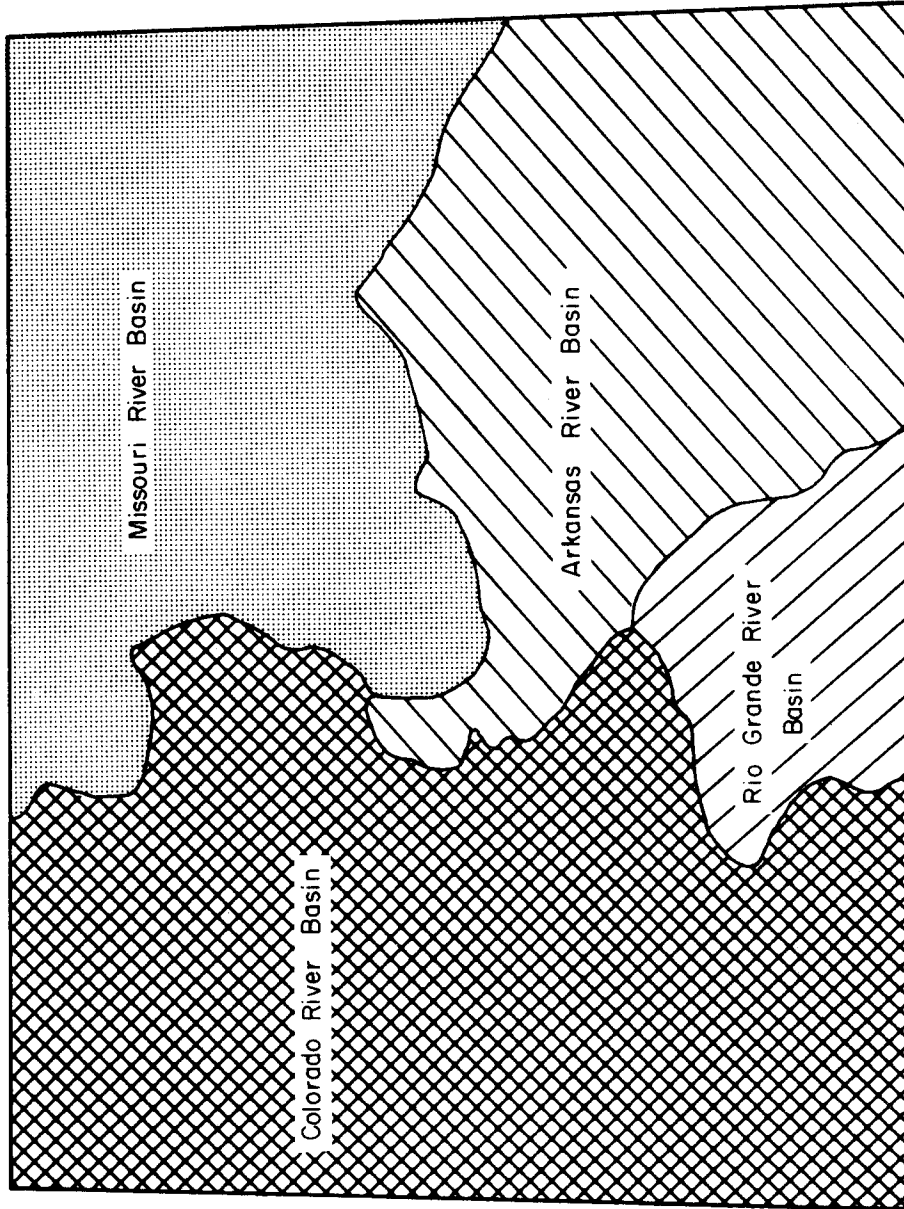 Missouri River Basin
Colorado River Basin
Arkansas River Basin
Rio Grande River
Basin